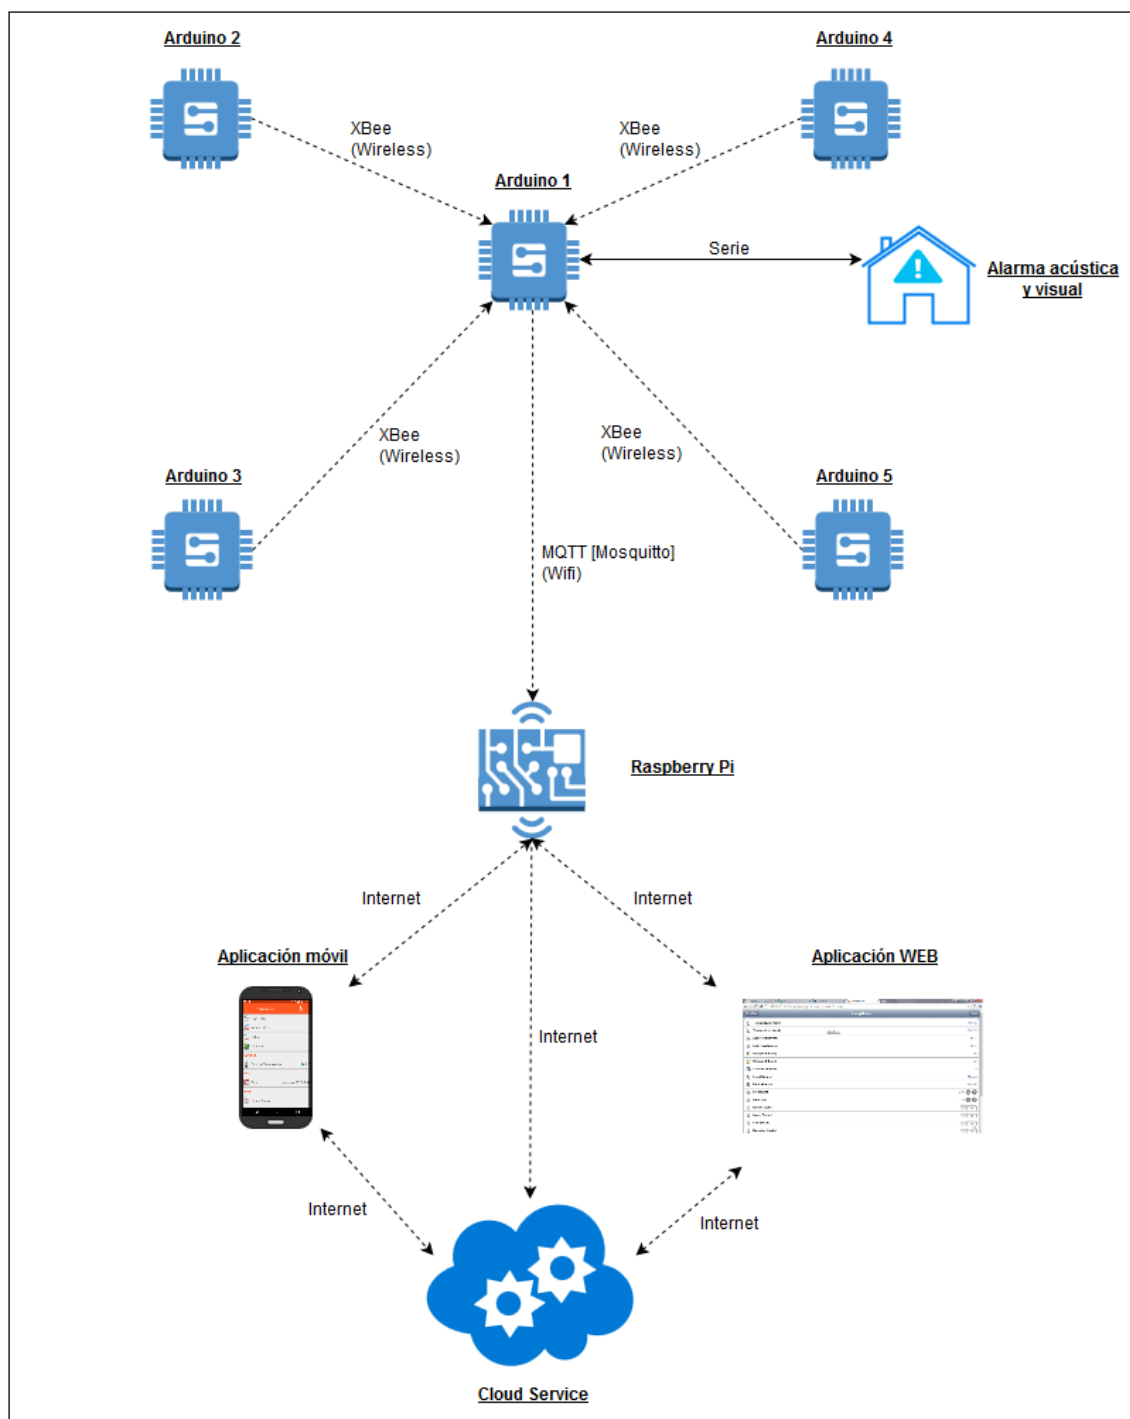 Arduino 2
Arduino 4
XBee
(Wireless)
XBee
(Wireless)
Arduino 1
Serie
Alarma acústica
y visual
XBee
(Wireless)
XBee
(Wireless)
Arduino 3
Arduino 5
MQTT [Mosquitto]
(Wifi)
Raspberry Pi
Internet
Internet
Aplicación móvil
Aplicación WEB
Internet
Internet
Internet
Cloud Service